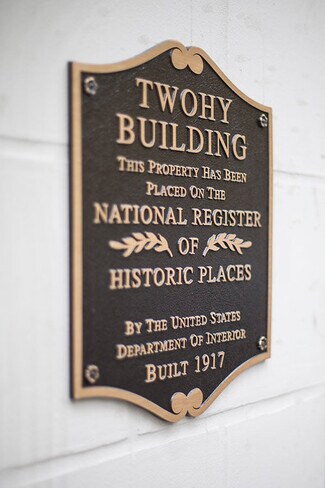 TWOHY
BUILDING
THIS PROPERTY HAS BEEN
PLACED ON THE
NATIONAL REGISTER
OF
HISTORIC PLACES
BY THE UNITED STATES
DEPARTMENT OF INTERIOR
BUILT 1917